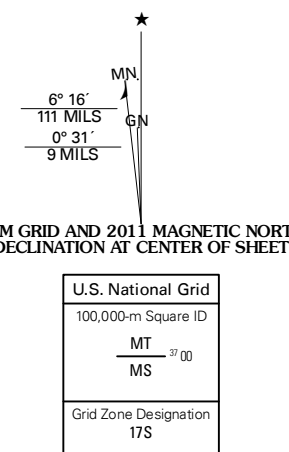 ★
MN
6° 16´
111 MILS
GN
0° 31´
9 MILS
M GRID AND 2011 MAGNETIC NORT
DECLINATION AT CENTER OF SHEET
U.S. National Grid
100,000-m Square ID
MT
37 00
MS
Grid Zone Designation
17S